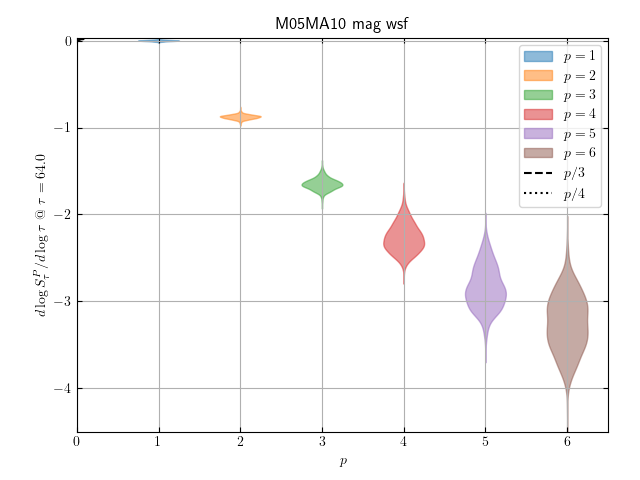 M05MA10 mag wsf
d log S_τ^P / d log τ @ τ = 64.0
0
−1
−2
−3
−4
p = 1
p = 2
p = 3
p = 4
p = 5
p = 6
p/3
p/4
0 1 2 3 4 5 6
p